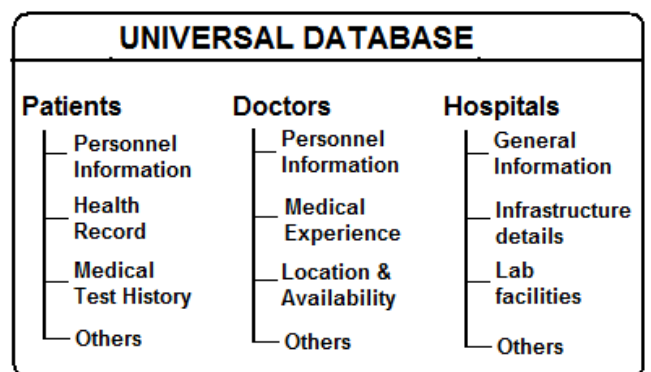 UNIVERSAL DATABASE
Patients
Personnel
Information
Health
Record
Medical
Test History
Others
Doctors
Personnel
Information
Medical
Experience
Location &
Availability
Others
Hospitals
General
Information
Infrastructure
details
Lab
facilities
Others